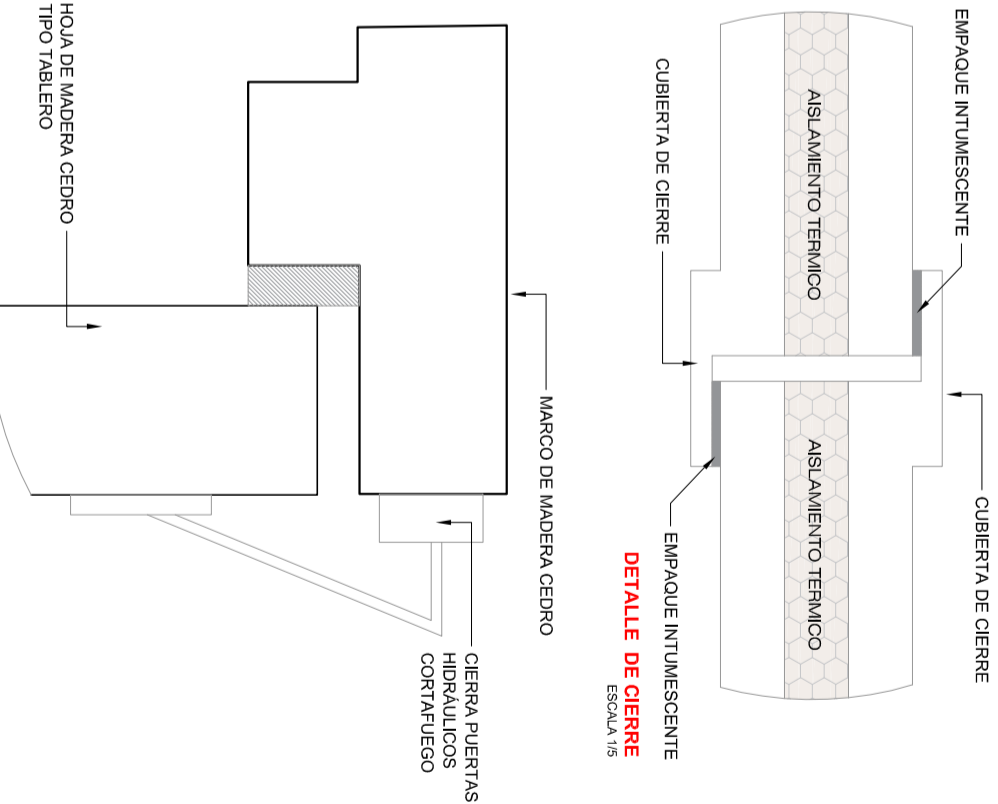 CUBIERTA DE CIERRE
EMPAQUE INTUMESCENTE
AISLAMIENTO TERMICO
AISLAMIENTO TERMICO
CUBIERTA DE CIERRE
EMPAQUE INTUMESCENTE
DETALLE DE CIERRE
ESCALA 1/5
MARCO DE MADERA CEDRO
CIERRA PUERTAS
HIDRÁULICOS
CORTAFUEGO
HOJA DE MADERA CEDRO
TIPO TABLERO